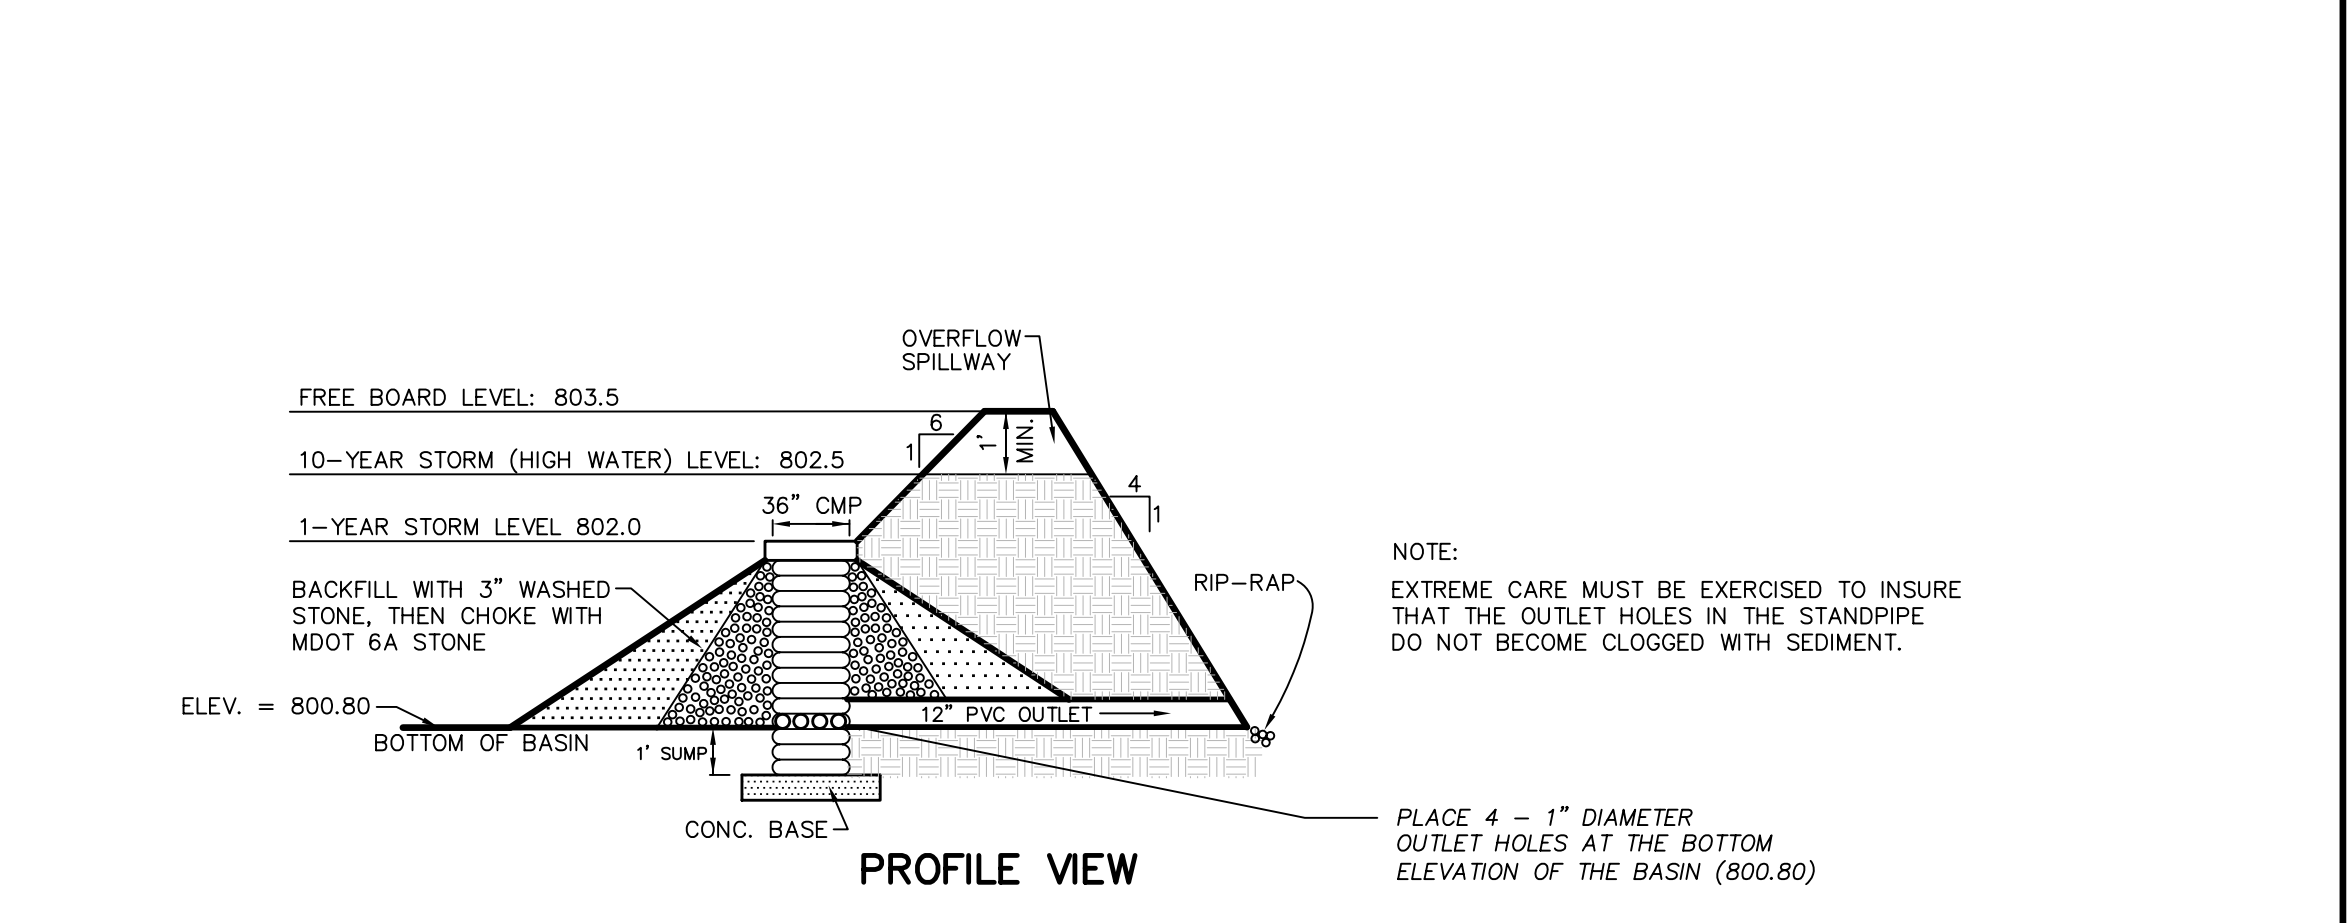 OVERFLOW
SPILLWAY
FREE BOARD LEVEL: 803.5
6
1
1'
MIN.
10-YEAR STORM (HIGH WATER) LEVEL: 802.5
4
1
36" CMP
1-YEAR STORM LEVEL 802.0
BACKFILL WITH 3" WASHED
STONE, THEN CHOKE WITH
MDOT 6A STONE
RIP-RAP
NOTE:
EXTREME CARE MUST BE EXERCISED TO INSURE
THAT THE OUTLET HOLES IN THE STANDPIPE
DO NOT BECOME CLOGGED WITH SEDIMENT.
ELEV. = 800.80
12" PVC OUTLET
BOTTOM OF BASIN
1' SUMP
CONC. BASE
PLACE 4 - 1" DIAMETER
OUTLET HOLES AT THE BOTTOM
ELEVATION OF THE BASIN (800.80)
PROFILE VIEW